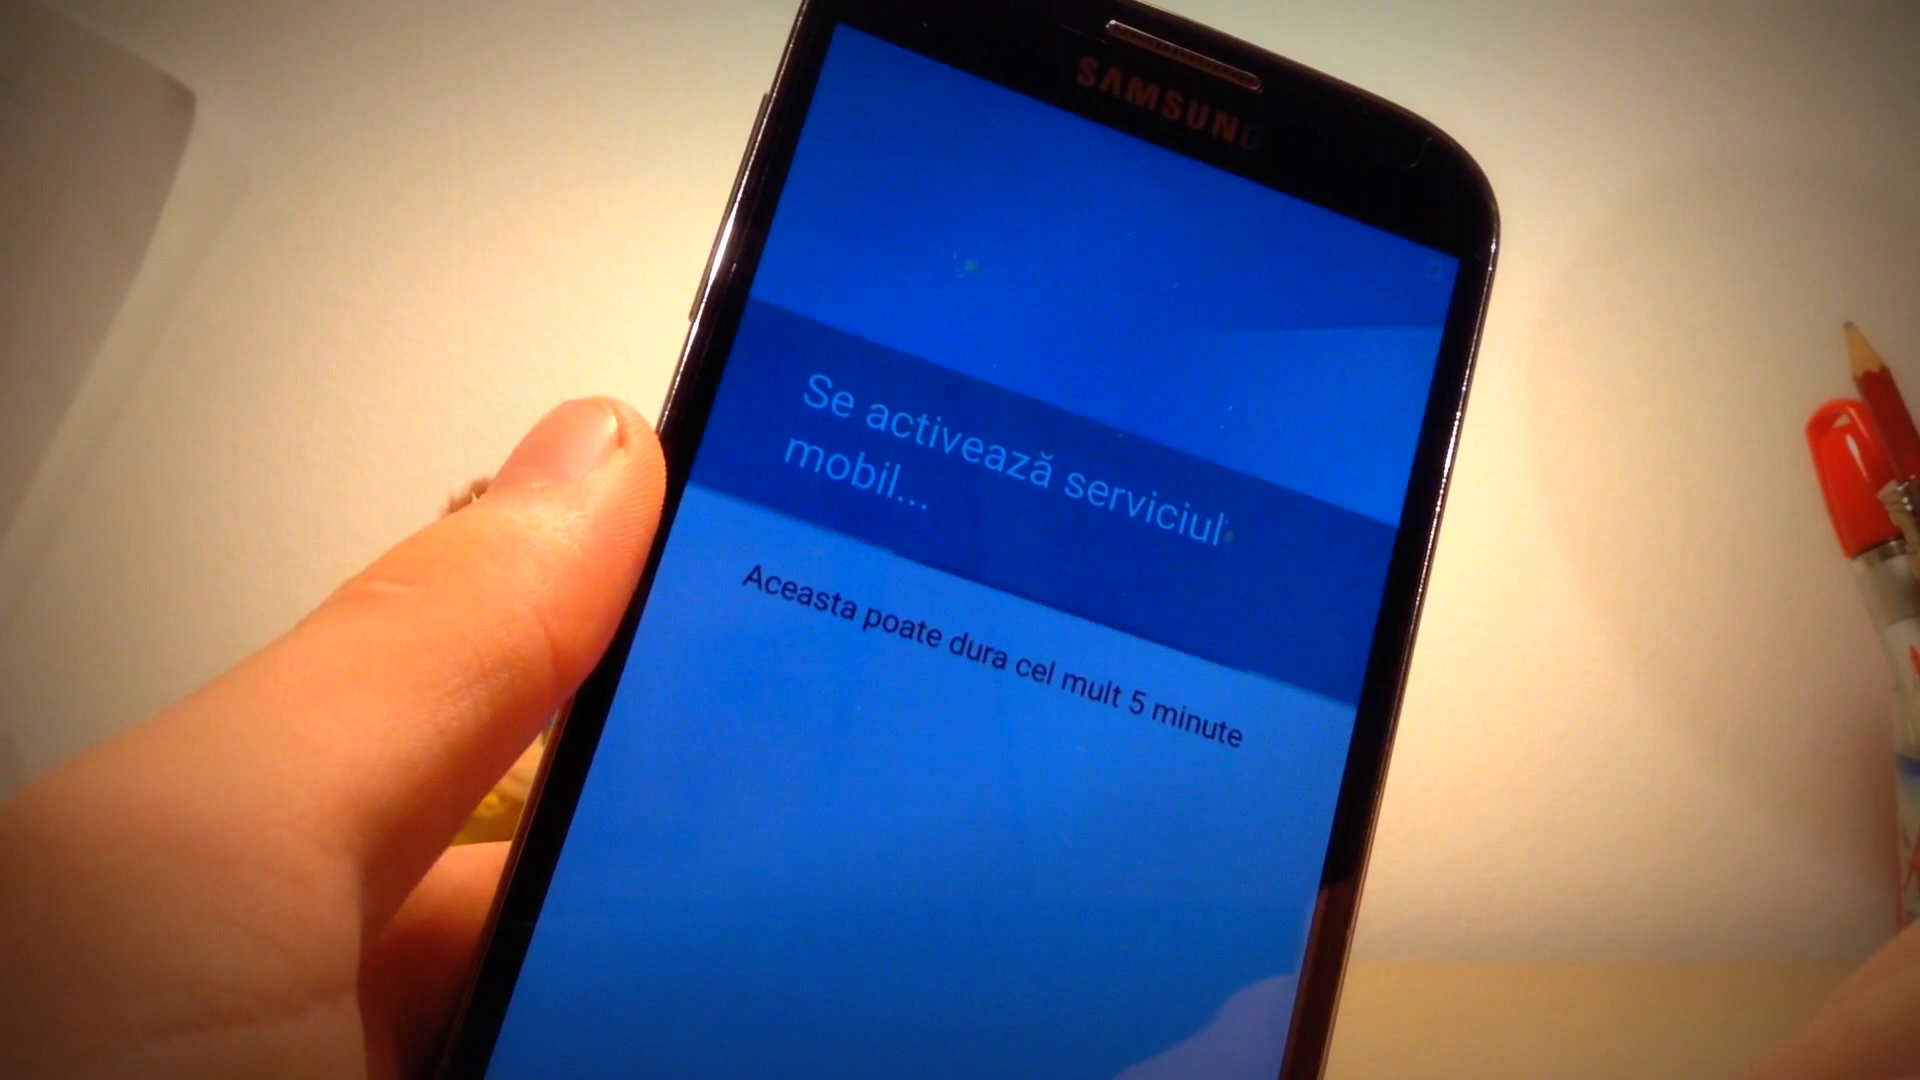 SAMSUNG
Se activează serviciul
mobil...
Aceasta poate dura cel mult 5 minute